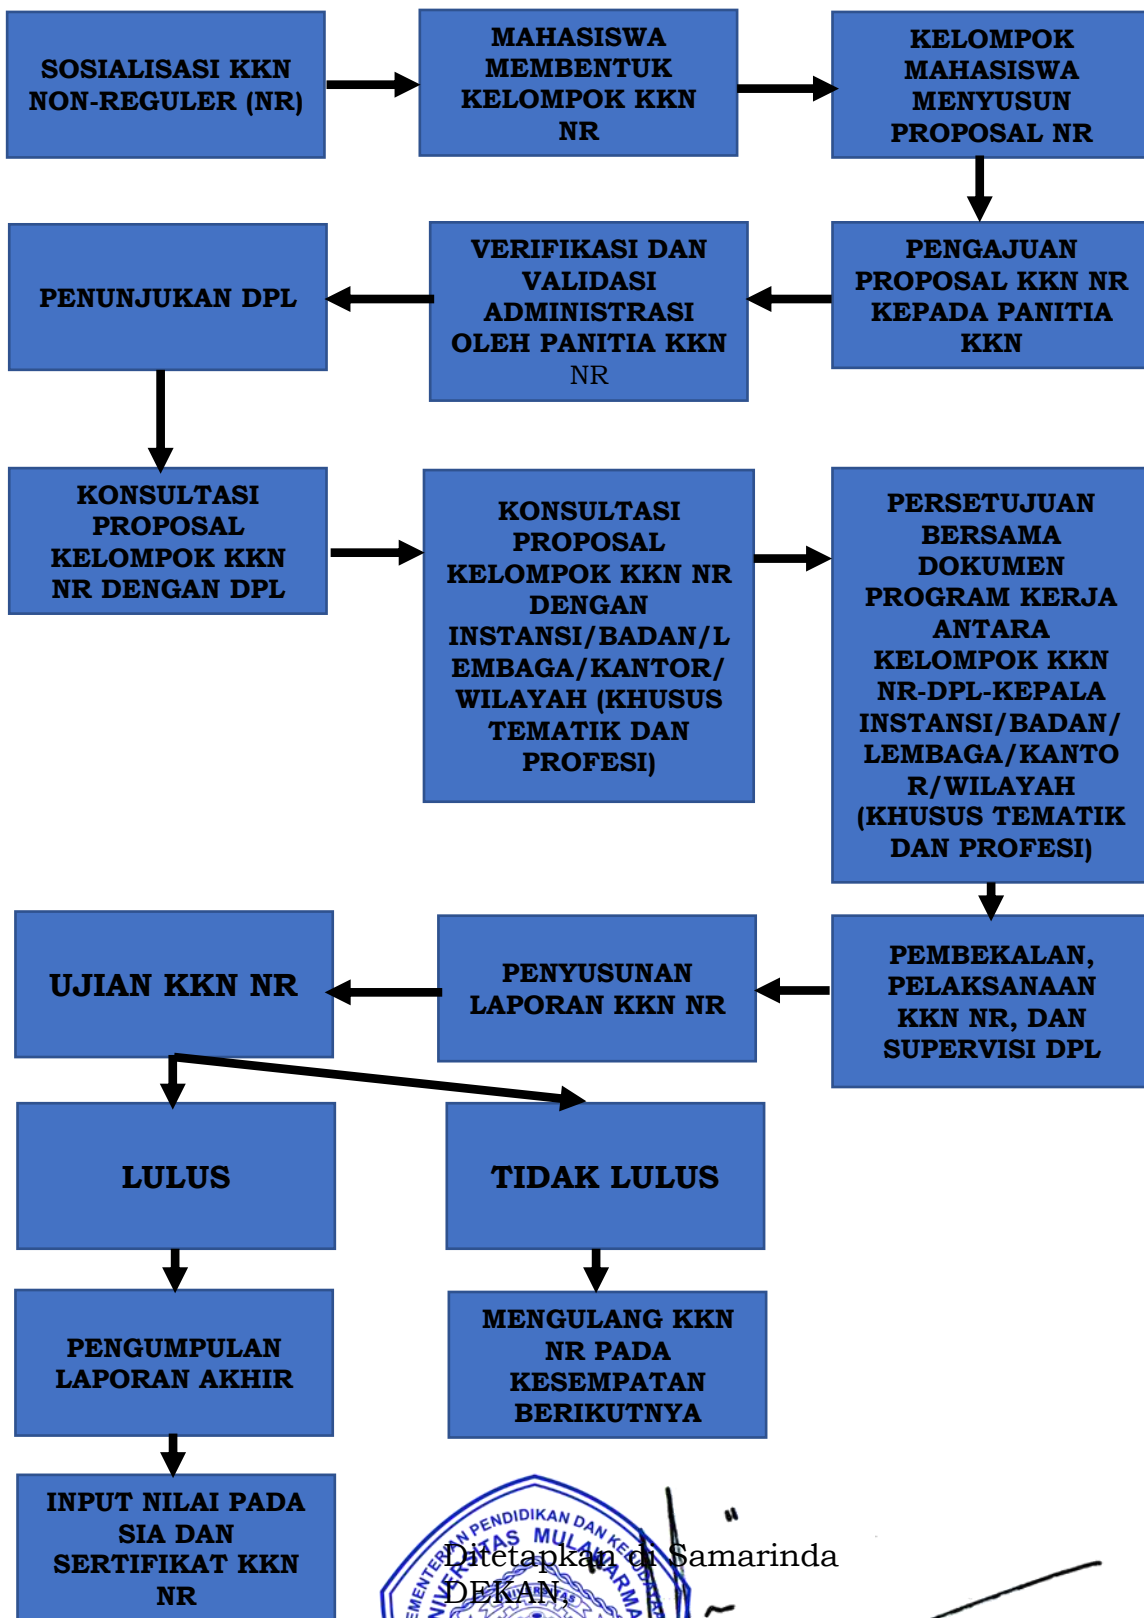 SOSIALISASI KKN
NON-REGULER (NR)
MAHASISWA
MEMBENTUK
KELOMPOK KKN
NR
KELOMPOK
MAHASISWA
MENYUSUN
PROPOSAL NR
PENGAJUAN
PROPOSAL KKN NR
KEPADA PANITIA
KKN
VERIFIKASI DAN
VALIDASI
ADMINISTRASI
OLEH PANITIA KKN
NR
PENUNJUKAN DPL
KONSULTASI
PROPOSAL
KELOMPOK KKN
NR DENGAN DPL
KONSULTASI
PROPOSAL
KELOMPOK KKN NR
DENGAN
INSTANSI/BADAN/L
EMBAGA/KANTOR/
WILAYAH (KHUSUS
TEMATIK DAN
PROFESI)
PERSETUJUAN
BERSAMA
DOKUMEN
PROGRAM KERJA
ANTARA
KELOMPOK KKN
NR-DPL-KEPALA
INSTANSI/BADAN/
LEMBAGA/KANTO
R/WILAYAH
(KHUSUS TEMATIK
DAN PROFESI)
PEMBEKALAN,
PELAKSANAAN
KKN NR, DAN
SUPERVISI DPL
PENYUSUNAN
LAPORAN KKN NR
UJIAN KKN NR
LULUS
TIDAK LULUS
PENGUMPULAN
LAPORAN AKHIR
MENGULANG KKN
NR PADA
KESEMPATAN
BERIKUTNYA
INPUT NILAI PADA
SIA DAN
SERTIFIKAT KKN
NR
Ditetapkan di Samarinda
DEKAN,
PENDIDIKAN DAN
UNIVERSITAS